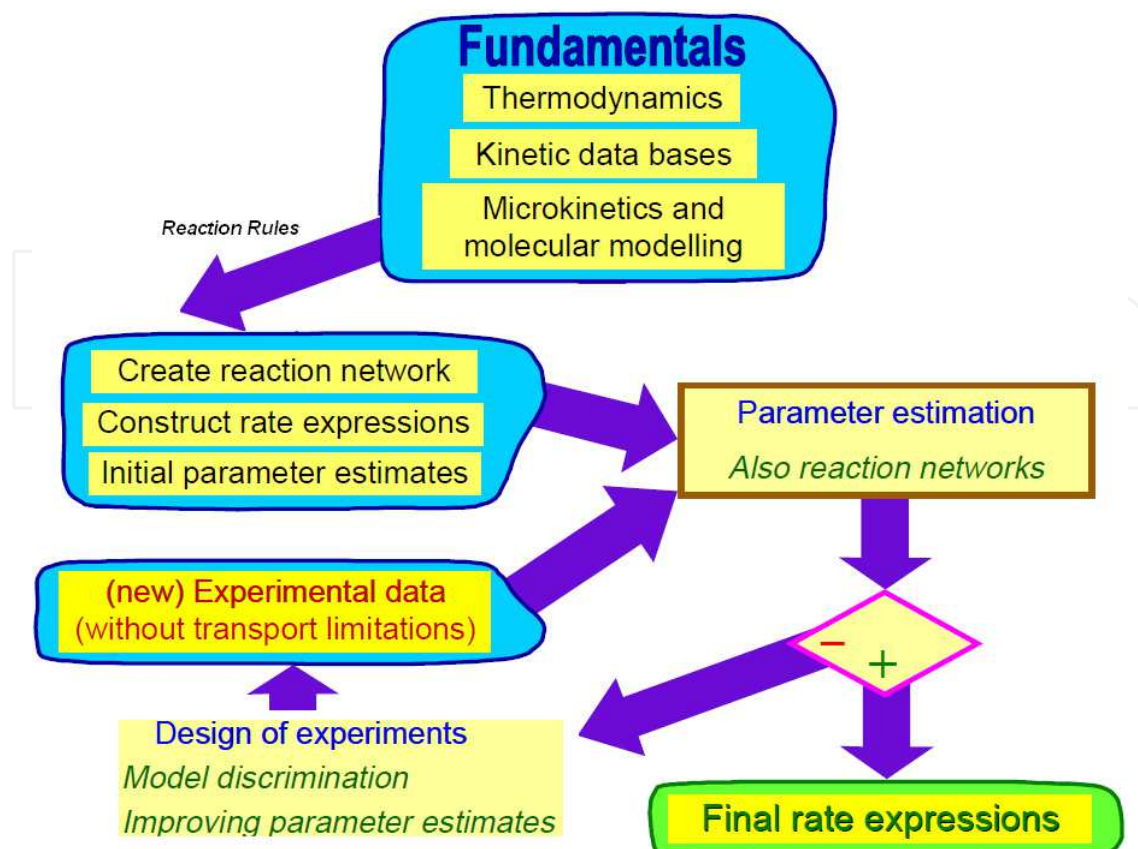 Fundamentals
Thermodynamics
Kinetic data bases
Microkinetics and
molecular modelling
Reaction Rules
Create reaction network
Construct rate expressions
Initial parameter estimates
Parameter estimation
Also reaction networks
(new) Experimental data
(without transport limitations)
− +
Design of experiments
Model discrimination
Improving parameter estimates
Final rate expressions